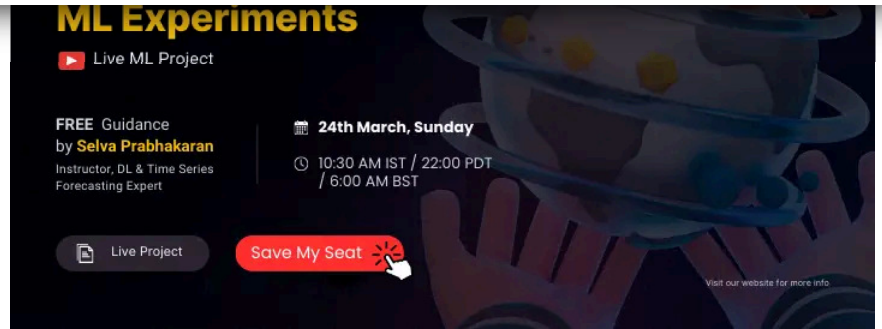 ML Experiments
Live ML Project
FREE Guidance
by Selva Prabhakaran
Instructor, DL & Time Series
Forecasting Expert
24th March, Sunday
10:30 AM IST / 22:00 PDT
/ 6:00 AM BST
Live Project
Save My Seat
Visit our website for more info